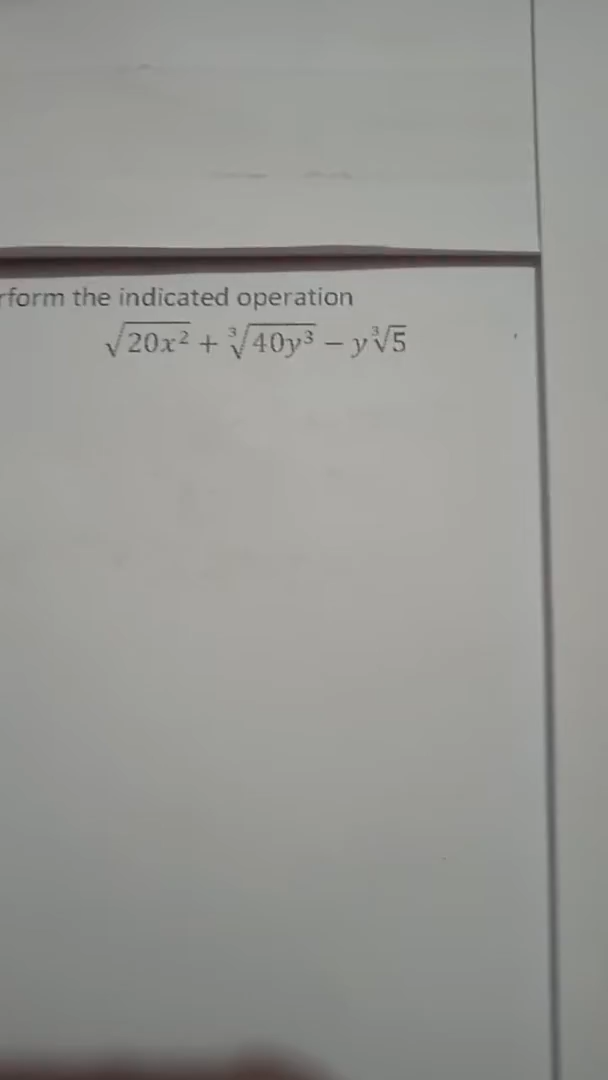 rform the indicated operation
√20x² + ∛40y³ − y∛5